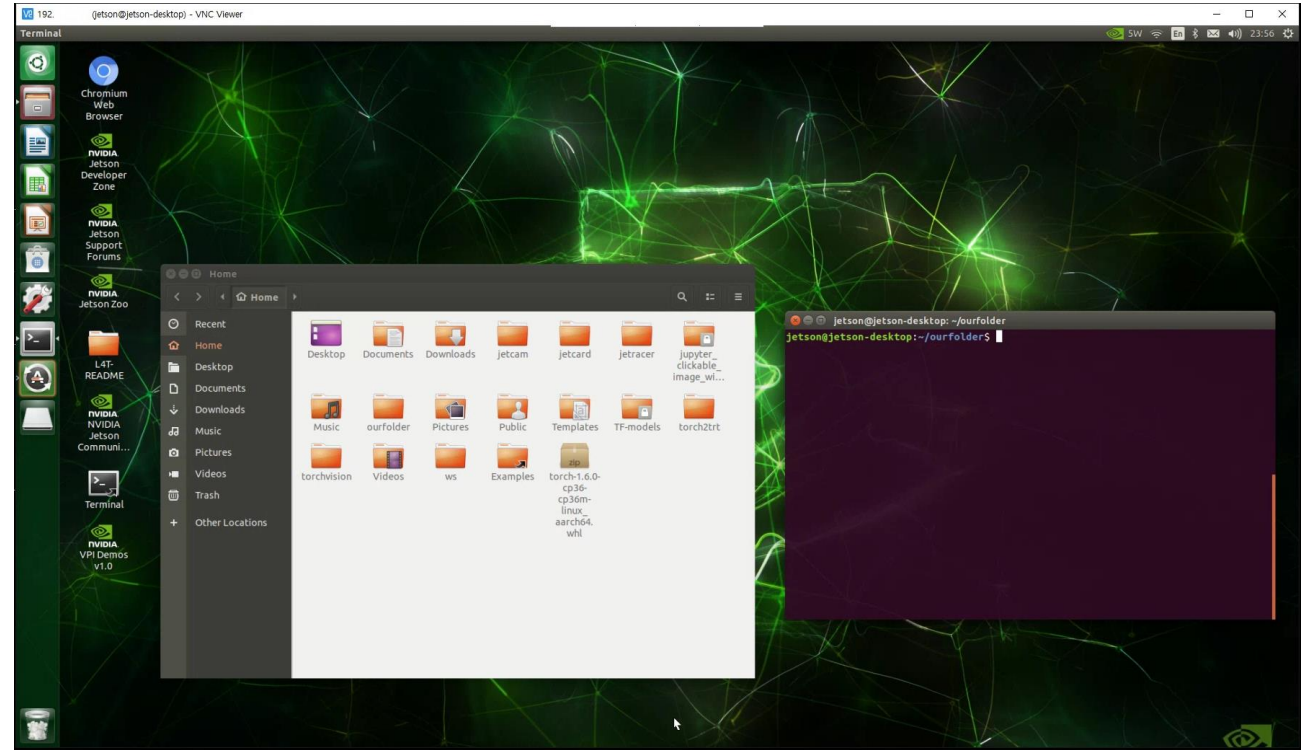 192. (jetson@jetson-desktop) - VNC Viewer
Terminal
5W
En
23:56
Chromium
Web
Browser
NVIDIA
Jetson
Developer
Zone
NVIDIA
Jetson
Support
Forums
NVIDIA
Jetson Zoo
L4T-
README
NVIDIA
NVIDIA
Jetson
Communi...
Terminal
NVIDIA
VPI Demos
v1.0
Home
Home
Recent
Home
Desktop
Documents
Downloads
Music
Pictures
Videos
Trash
Other Locations
Desktop
Documents
Downloads
jetcam
jetcard
jetracer
jupyter_
clickable_
image_wi...
Music
ourfolder
Pictures
Public
Templates
TF-models
torch2trt
torchvision
Videos
ws
Examples
zip
torch-1.6.0-
cp36-
cp36m-
linux_
aarch64.
whl
jetson@jetson-desktop: ~/ourfolder
jetson@jetson-desktop:~/ourfolder$